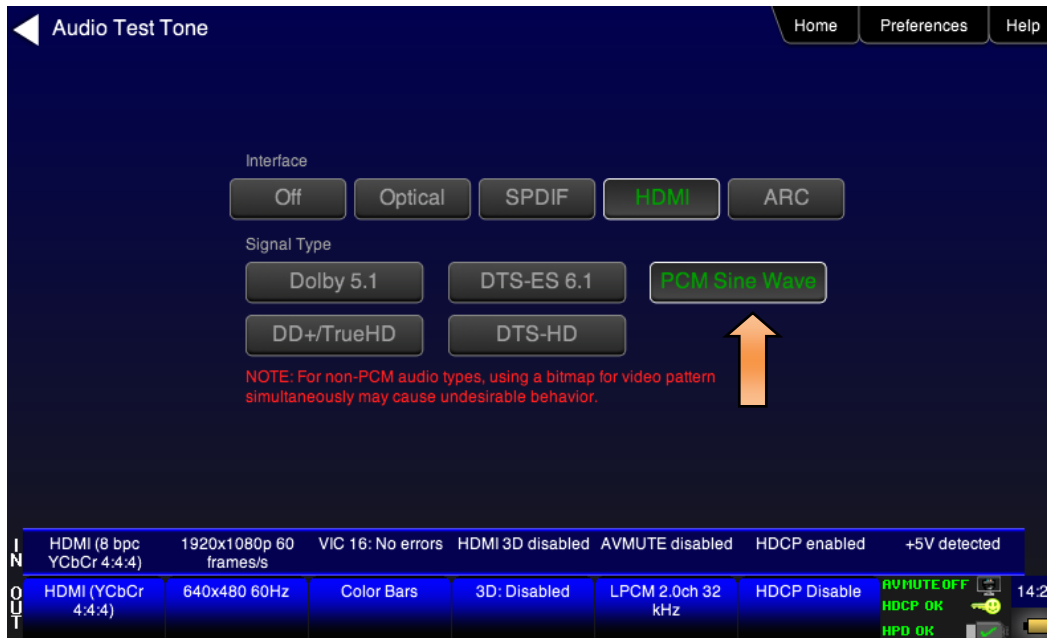 Audio Test Tone
Home
Preferences
Help
Interface
Off
Optical
SPDIF
HDMI
ARC
Signal Type
Dolby 5.1
DTS-ES 6.1
PCM Sine Wave
DD+/TrueHD
DTS-HD
NOTE: For non-PCM audio types, using a bitmap for video pattern
simultaneously may cause undesirable behavior.
IN
HDMI (8 bpc
YCbCr 4:4:4)
1920x1080p 60
frames/s
VIC 16: No errors
HDMI 3D disabled
AVMUTE disabled
HDCP enabled
+5V detected
OUT
HDMI (YCbCr
4:4:4)
640x480 60Hz
Color Bars
3D: Disabled
LPCM 2.0ch 32
kHz
HDCP Disable
AVMUTEOFF
HDCP OK
HPD OK
14:2